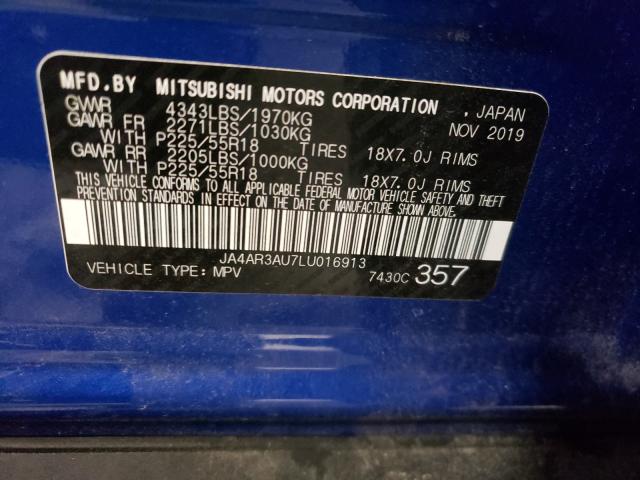 MFD.BY MITSUBISHI MOTORS CORPORATION , JAPAN
GWR 4343LBS/1970KG NOV 2019
GAWR FR 2271LBS/1030KG
WITH P225/55R18 TIRES 18X7.0J RIMS
GAWR RR 2205LBS/1000KG
WITH P225/55R18 TIRES 18X7.0J RIMS
THIS VEHICLE CONFORMS TO ALL APPLICABLE FEDERAL MOTOR VEHICLE SAFETY AND THEFT
PREVENTION STANDARDS IN EFFECT ON THE DATE OF MANUFACTURE SHOWN ABOVE.
JA4AR3AU7LU016913
VEHICLE TYPE: MPV 7430C 357